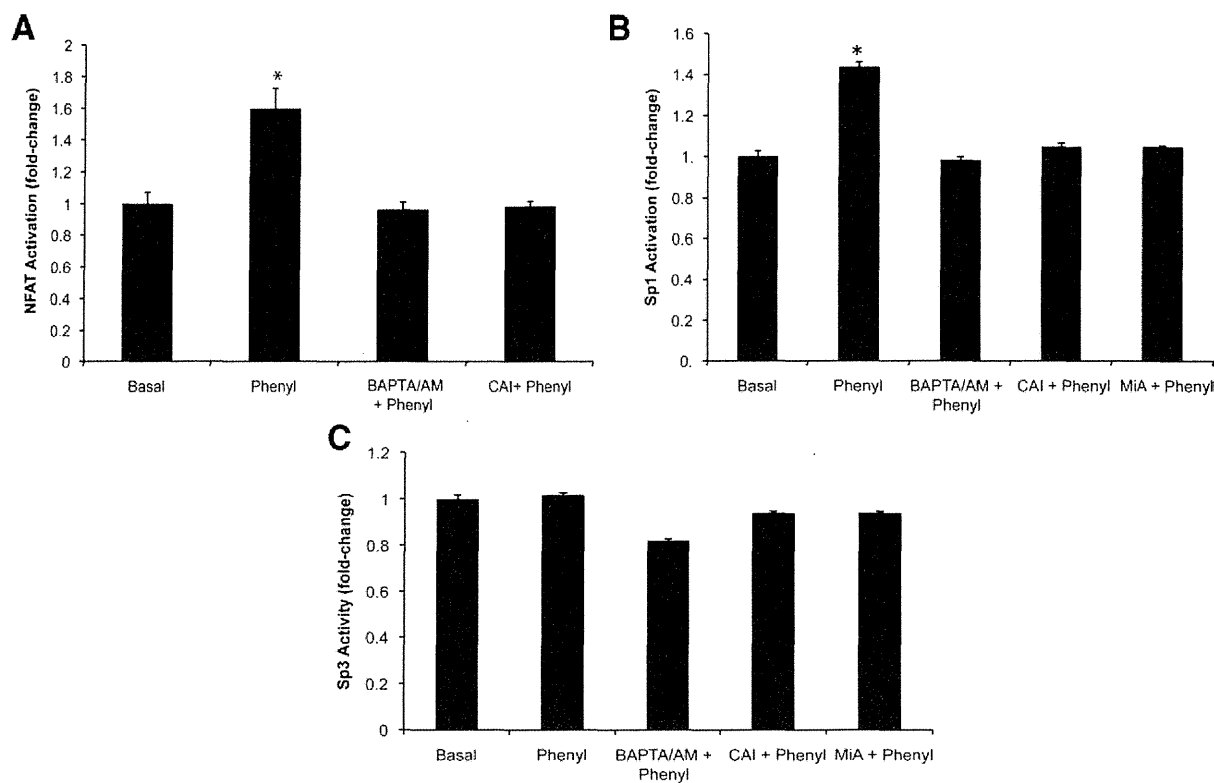 A
NFAT Activation (fold-change)
2
1.8
1.6
1.4
1.2
1
0.8
0.6
0.4
0.2
0
*
Basal
Phenyl
BAPTA/AM
+ Phenyl
CAI+ Phenyl
B
Sp1 Activation (fold-change)
1.6
1.4
1.2
1.0
0.8
0.6
0.4
0.2
0.
*
Basal
Phenyl
BAPTA/AM +
Phenyl
CAI + Phenyl
MiA + Phenyl
C
Sp3 Activity (fold-change)
1.2
1
0.8
0.6
0.4
0.2
0
Basal
Phenyl
BAPTA/AM +
Phenyl
CAI + Phenyl
MiA + Phenyl